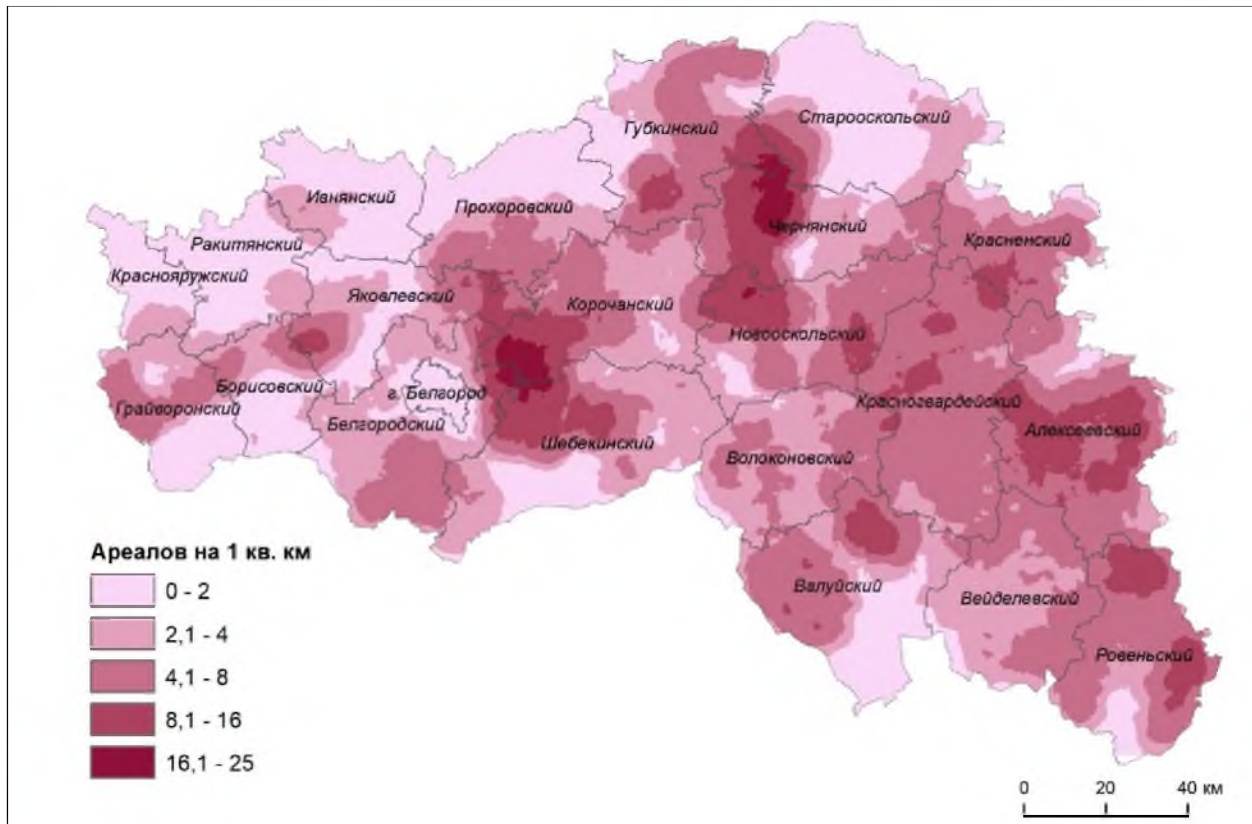 Губкинский
Старооскольский
Ивнянский
Прохоровский
Чернянский
Красненский
Ракитянский
Краснояружский
Яковлевский
Корочанский
Новооскольский
Борисовский
г. Белгород
Грайворонский
Белгородский
Шебекинский
Красногвардейский
Алексеевский
Волоконовский
Валуйский
Вейделевский
Ровеньский
Ареалов на 1 кв. км
0 - 2
2,1 - 4
4,1 - 8
8,1 - 16
16,1 - 25
0 20 40 км